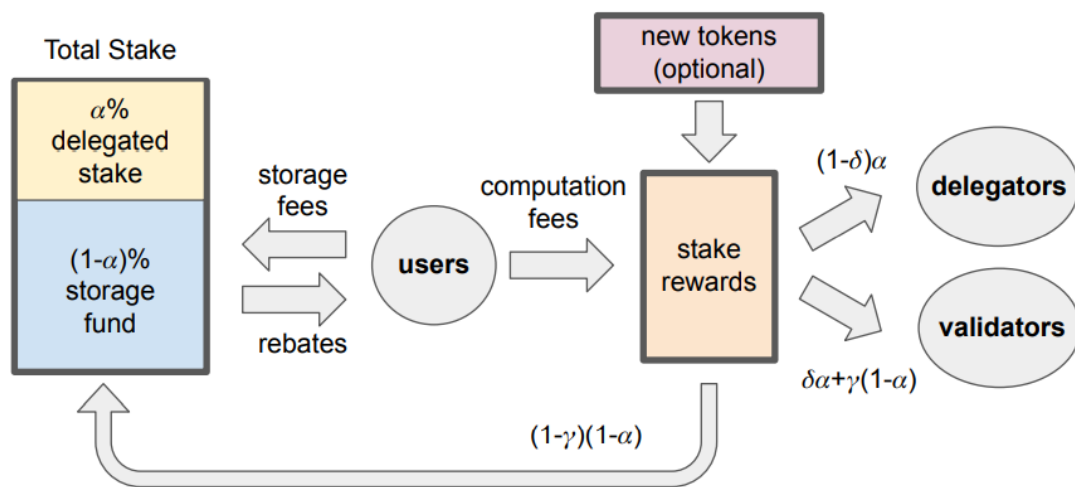 Total Stake
α%
delegated
stake
(1-α)%
storage
fund
storage
fees
users
rebates
computation
fees
new tokens
(optional)
stake
rewards
(1-δ)α
delegators
validators
δα+γ(1-α)
(1-γ)(1-α)